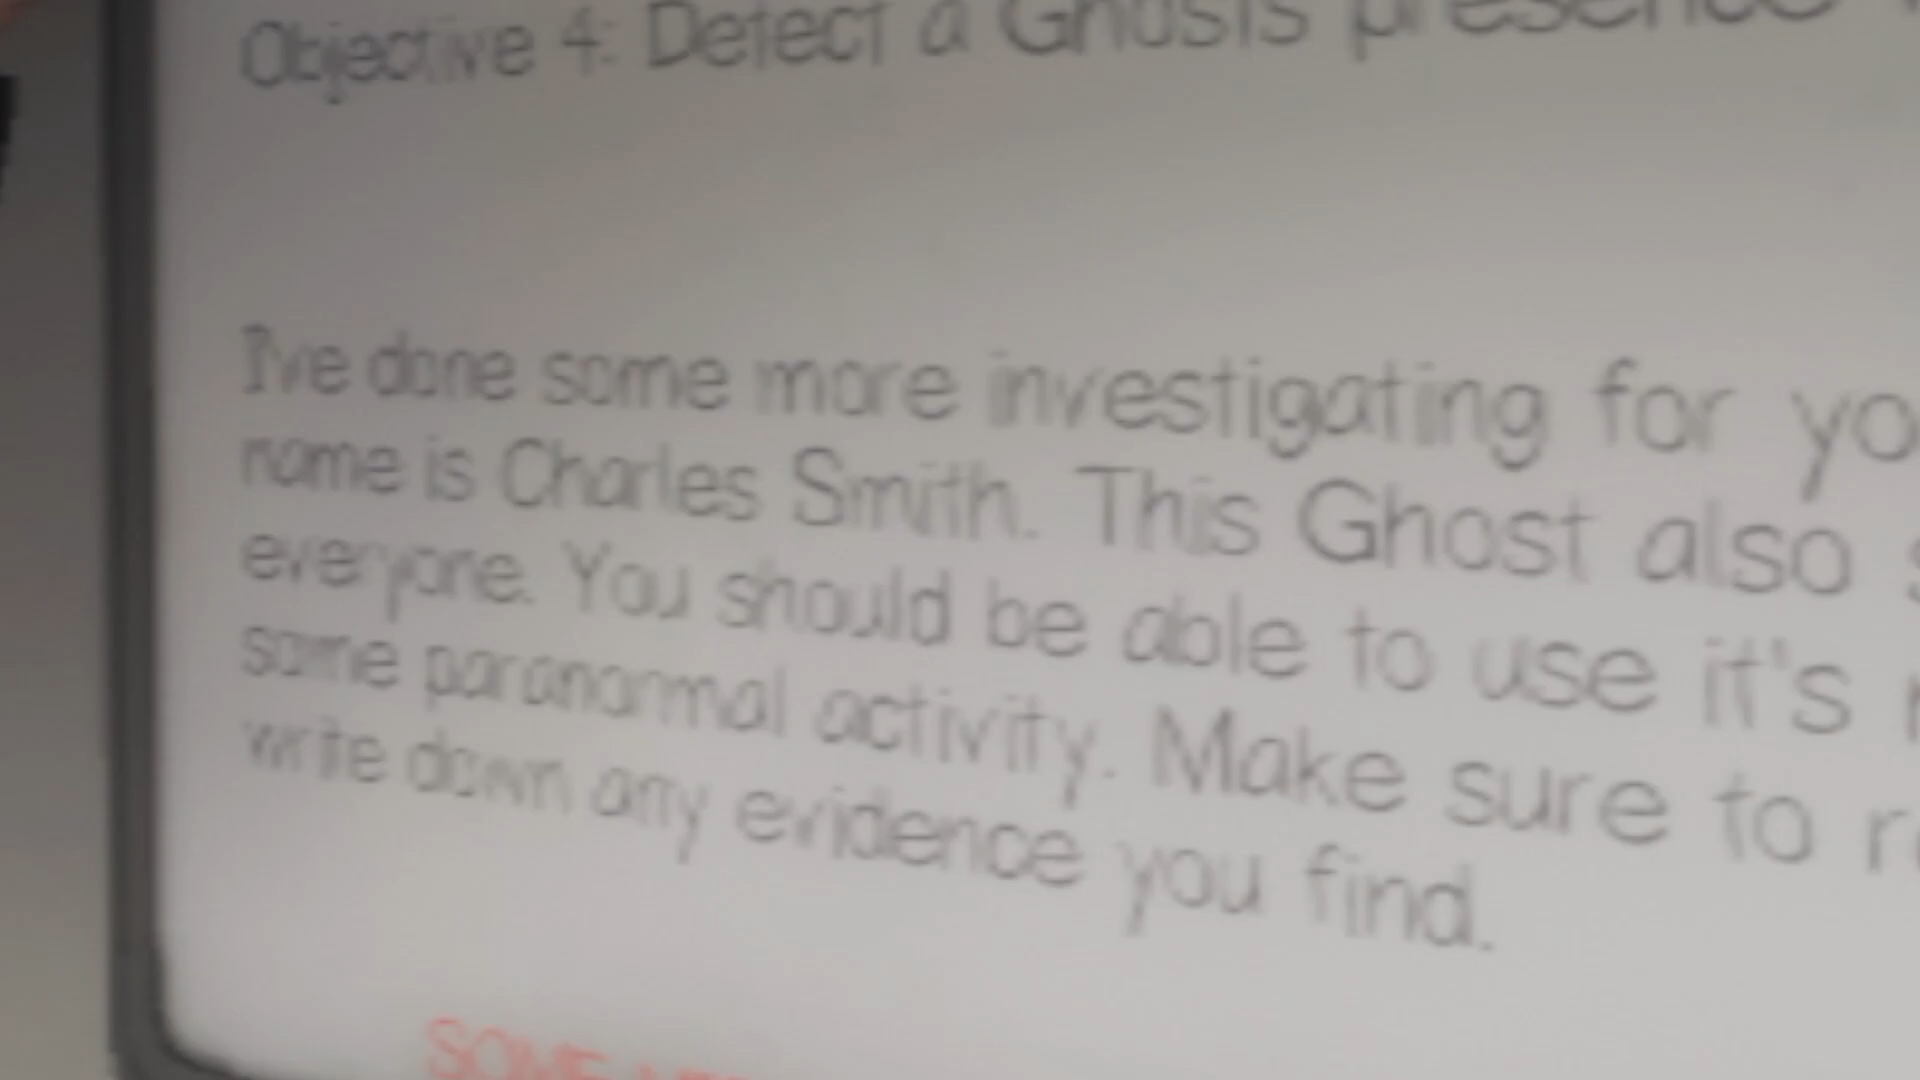 Objective 4: Detect a Ghosts presence
I've done some more investigating for yo
name is Charles Smith. This Ghost also s
everyone. You should be able to use it's
some paranormal activity. Make sure to r
write down any evidence you find.
SOME